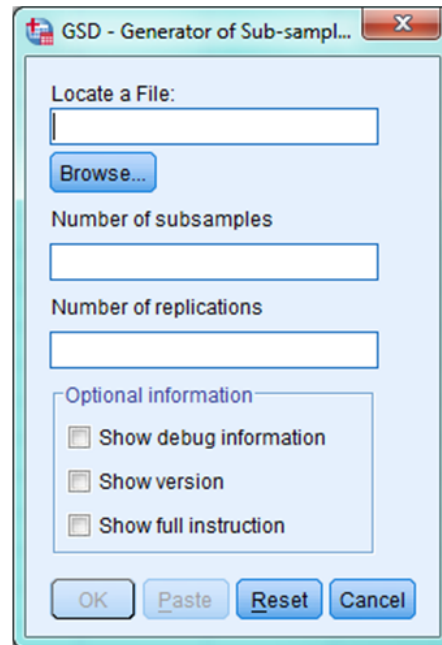 GSD - Generator of Sub-sampl...
Locate a File:
Browse...
Number of subsamples
Number of replications
Optional information
Show debug information
Show version
Show full instruction
OK Paste Reset Cancel